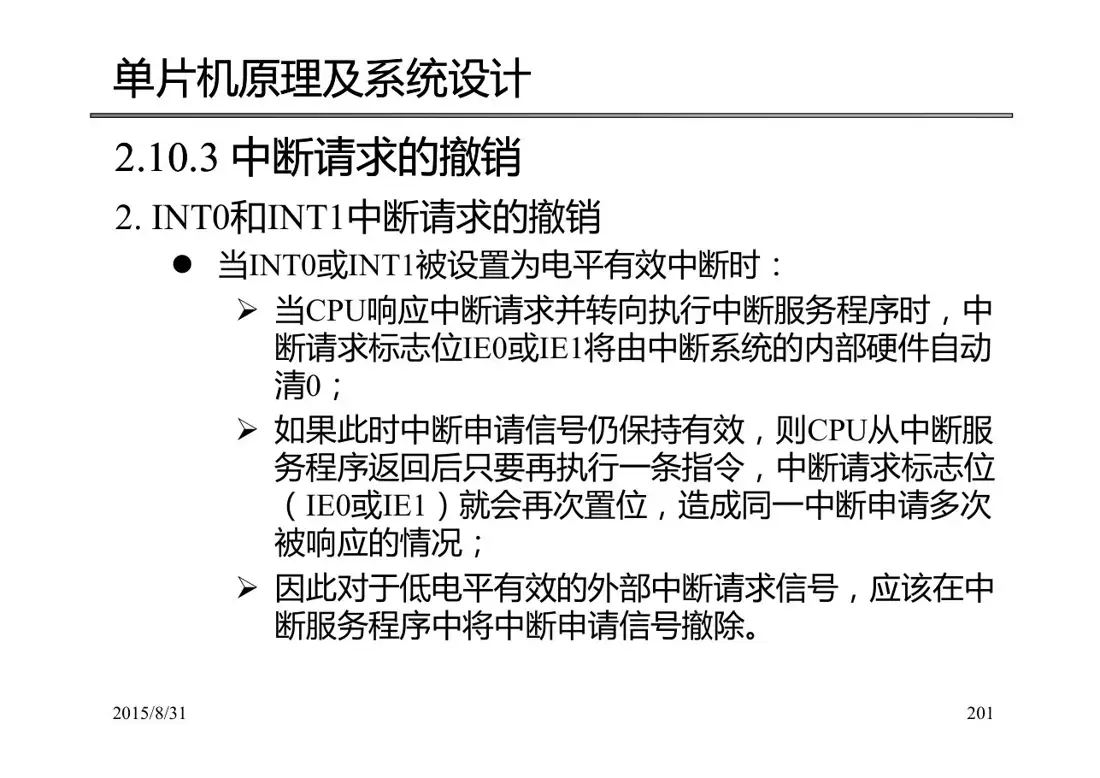 单片机原理及系统设计
2.10.3 中断请求的撤销
2. INT0和INT1中断请求的撤销
● 当INT0或INT1被设置为电平有效中断时：
➢ 当CPU响应中断请求并转向执行中断服务程序时，中
断请求标志位IE0或IE1将由中断系统的内部硬件自动
清0；
➢ 如果此时中断申请信号仍保持有效，则CPU从中断服
务程序返回后只要再执行一条指令，中断请求标志位
（IE0或IE1）就会再次置位，造成同一中断申请多次
被响应的情况；
➢ 因此对于低电平有效的外部中断请求信号，应该在中
断服务程序中将中断申请信号撤除。
2015/8/31
201